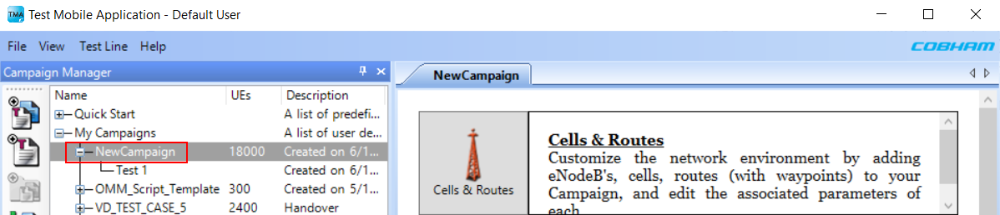 TMA Test Mobile Application - Default User
File View Test Line Help COBHAM
Campaign Manager
NewCampaign
Name UEs Description
Quick Start A list of predefi...
My Campaigns A list of user de...
NewCampaign 18000 Created on 6/1...
Test 1 Created on 6/1...
OMM_Script_Template 300 Created on 5/1...
VD_TEST_CASE_5 2400 Handover
Cells & Routes
Cells & Routes
Customize the network environment by adding
eNodeB's, cells, routes (with waypoints) to your
Campaign, and edit the associated parameters of
each